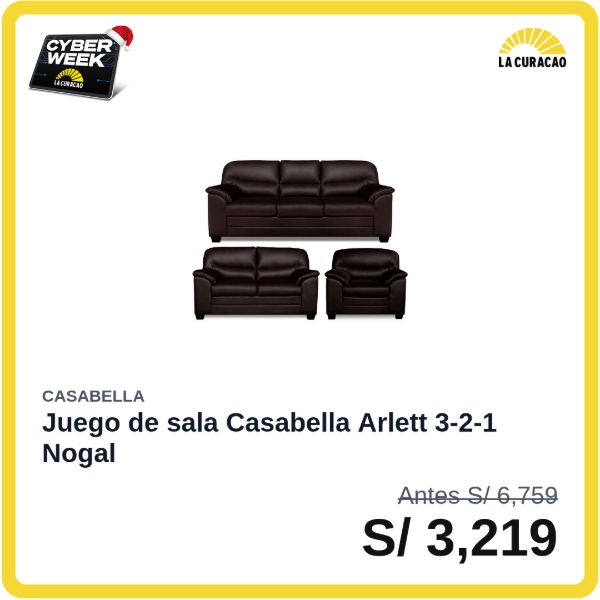 CYBER
WEEK
LA CURACAO
LA CURACAO
CASABELLA
Juego de sala Casabella Arlett 3-2-1
Nogal
Antes S/ 6,759
S/ 3,219